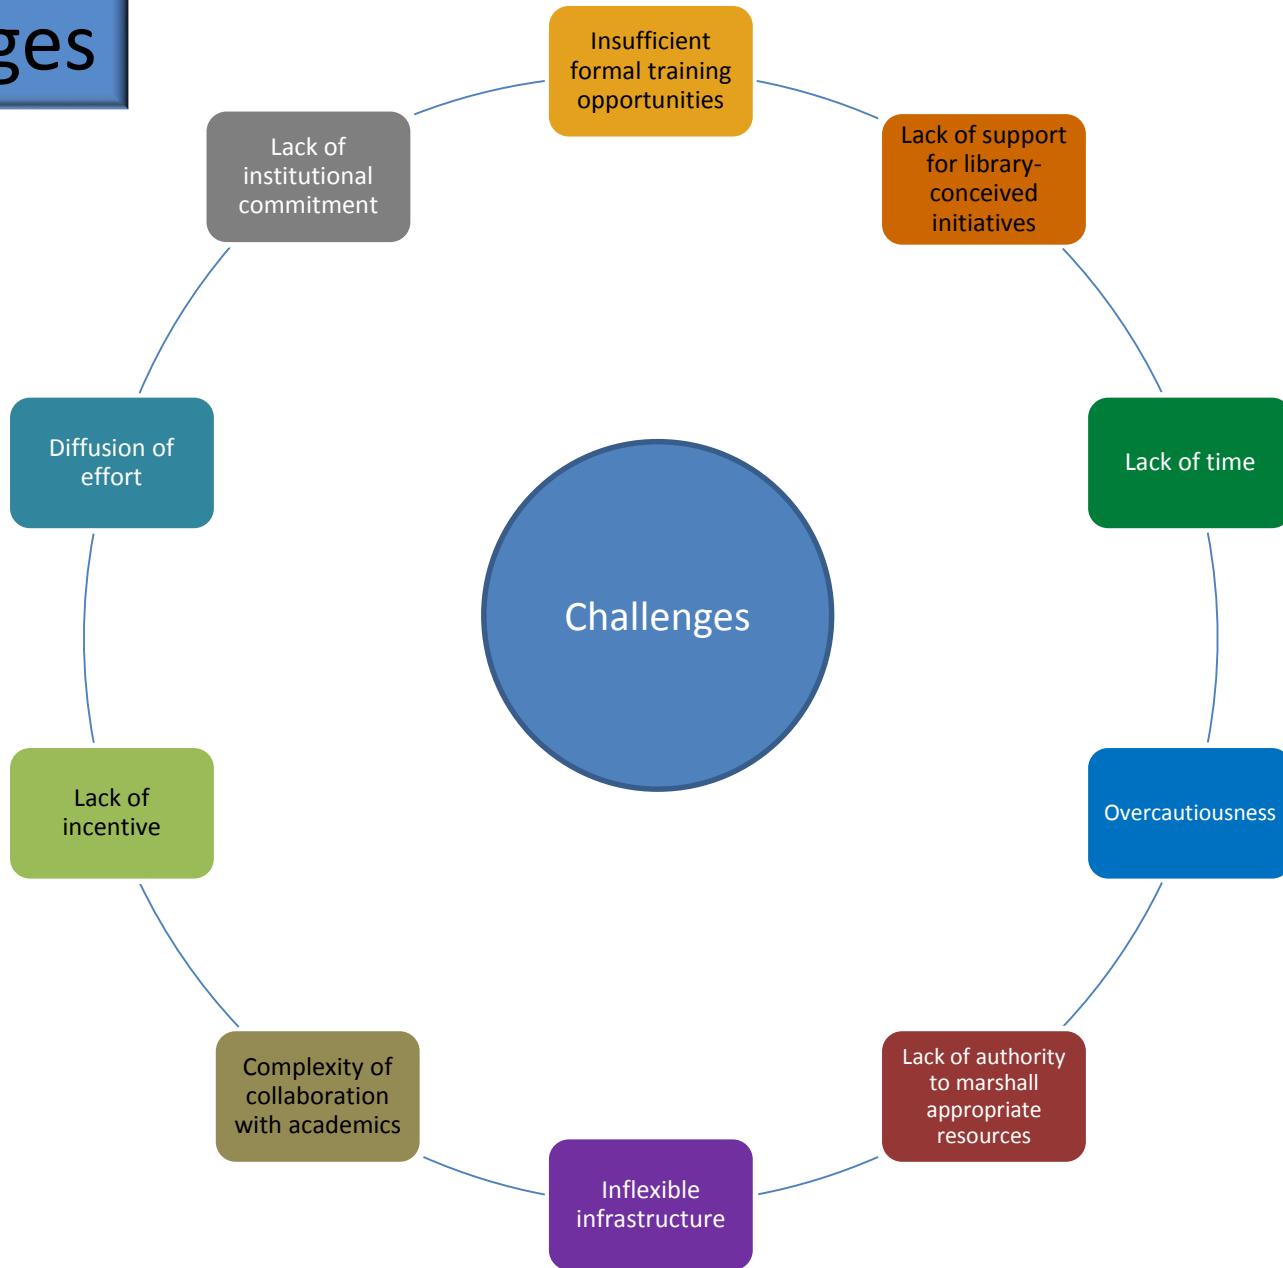 ges
Insufficient
formal training
opportunities
Lack of support
for library-
conceived
initiatives
Lack of time
Overcautiousness
Lack of authority
to marshall
appropriate
resources
Inflexible
infrastructure
Complexity of
collaboration
with academics
Lack of
incentive
Diffusion of
effort
Lack of
institutional
commitment
Challenges